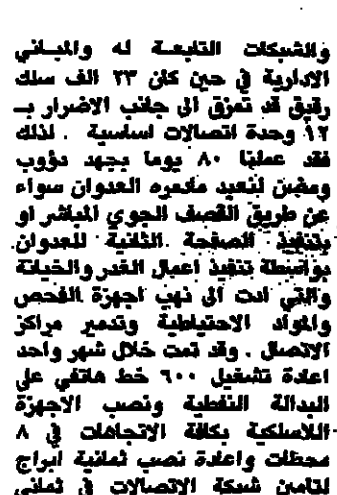 والشبكات التابعة له والمباني
الادارية في حين كان ٢٣ الف سلك
رقيق قد تمزق الى جانب الاضرار بـ
١٢ وحدة اتصالات اساسية . لذلك
فقد عملنا ٨٠ يوما بجهد دؤوب
ومضن لنعيد مادمره العدوان سواء
عن طريق القصف الجوي المباشر او
بتنفيذ الصفحة الثانية للعدوان
بواسطة تنفيذ اعمال الغدر والخيانة
والتي ادت الى نهب اجهزة الفحص
والمواد الاحتياطية وتدمير مراكز
الاتصال . وقد تمت خلال شهر واحد
اعادة تشغيل ٦٠٠ خط هاتفي على
البدالة النفطية ونصب الاجهزة
اللاسلكية بكافة الاتجاهات في ٨
محطات واعادة نصب ثمانية ابراج
لتامين شبكة الاتصالات في ثماني